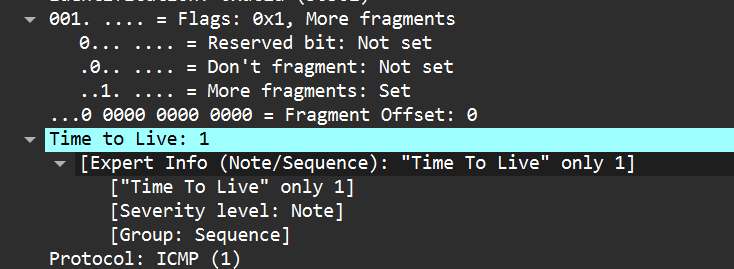 001. .... = Flags: 0x1, More fragments
0... .... = Reserved bit: Not set
.0.. .... = Don't fragment: Not set
..1. .... = More fragments: Set
...0 0000 0000 0000 = Fragment Offset: 0
Time to Live: 1
[Expert Info (Note/Sequence): "Time To Live" only 1]
["Time To Live" only 1]
[Severity level: Note]
[Group: Sequence]
Protocol: ICMP (1)